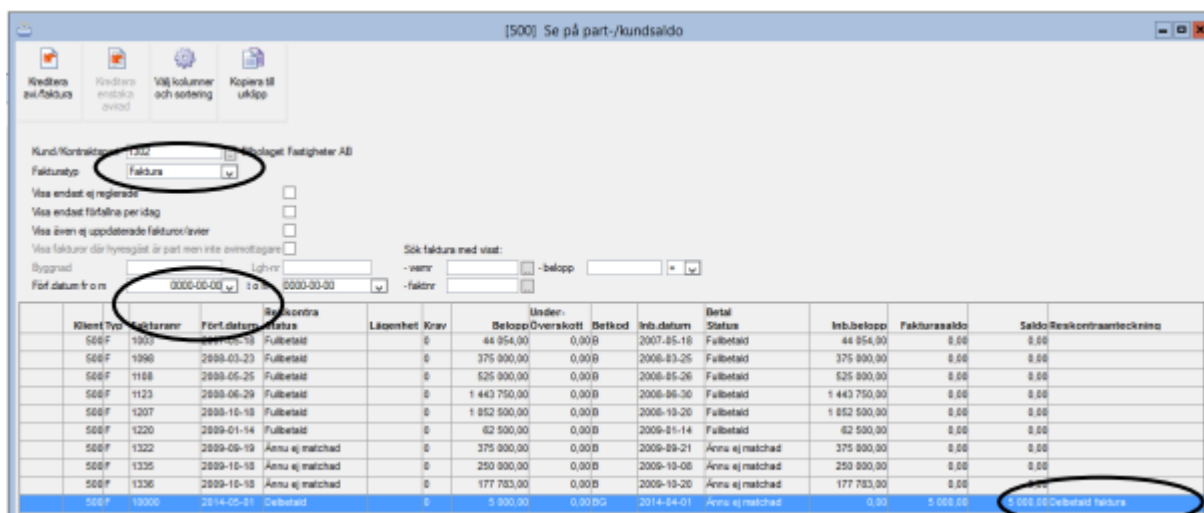 [500] Se på part-/kundsaldo
Kreditera avi/faktura
Kreditera enstaka avirad
Välj kolumner och sortering
Kopiera till urklipp
Kund/Kontraktspart 1302 Fastigheter AB
Fakturatyp Faktura
Visa endast ej reglerade
Visa endast förfallna per idag
Visa även ej uppdaterade fakturor/avier
Visa fakturor där hyresgäst är part men inte avimottagare
Sök faktura med visst:
Byggnad Lgh-nr - vernr - belopp =
Förf.datum fr o m 0000-00-00 t o m 0000-00-00 - faktnr
Klient Typ Fakturanr Förf.datum Reskontra Status Lägenhet Krav Belopp Under-/Överskott Betkod Inb.datum Betal Status Inb.belopp Fakturasaldo Saldo Reskontraanteckning
500 F 1003 2007-05-18 Fullbetald 0 44 054,00 0,00 B 2007-05-18 Fullbetald 44 054,00 0,00 0,00
500 F 1098 2008-03-23 Fullbetald 0 375 000,00 0,00 B 2008-03-25 Fullbetald 375 000,00 0,00 0,00
500 F 1108 2008-05-25 Fullbetald 0 525 000,00 0,00 B 2008-05-26 Fullbetald 525 000,00 0,00 0,00
500 F 1123 2008-06-29 Fullbetald 0 1 443 750,00 0,00 B 2008-06-30 Fullbetald 1 443 750,00 0,00 0,00
500 F 1207 2008-10-18 Fullbetald 0 1 052 500,00 0,00 B 2008-10-20 Fullbetald 1 052 500,00 0,00 0,00
500 F 1220 2009-01-14 Fullbetald 0 62 500,00 0,00 B 2009-01-14 Fullbetald 62 500,00 0,00 0,00
500 F 1322 2009-09-19 Ännu ej matchad 0 375 000,00 0,00 B 2009-09-21 Ännu ej matchad 375 000,00 0,00 0,00
500 F 1335 2009-10-18 Ännu ej matchad 0 250 000,00 0,00 B 2009-10-08 Ännu ej matchad 250 000,00 0,00 0,00
500 F 1336 2009-10-18 Ännu ej matchad 0 177 783,00 0,00 B 2009-10-20 Ännu ej matchad 177 783,00 0,00 0,00
500 F 10000 2014-05-01 Delbetald 0 5 000,00 0,00 BG 2014-04-01 Ännu ej matchad 0,00 5 000,00 5 000,00 Delbetald faktura